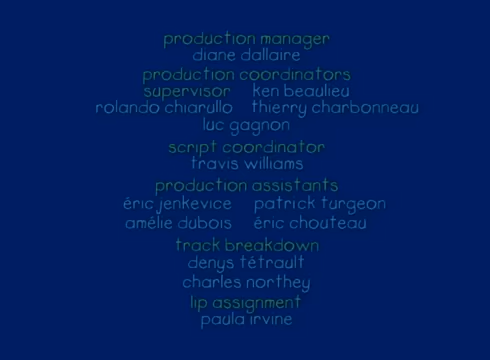 production manager
diane dallaire
production coordinators
supervisor ken beaulieu
rolando chiarullo thierry charbonneau
luc gagnon
script coordinator
travis williams
production assistants
éric jenkevice patrick turgeon
amélie dubois éric chouteau
track breakdown
denys tétrault
charles northey
lip assignment
paula irvine